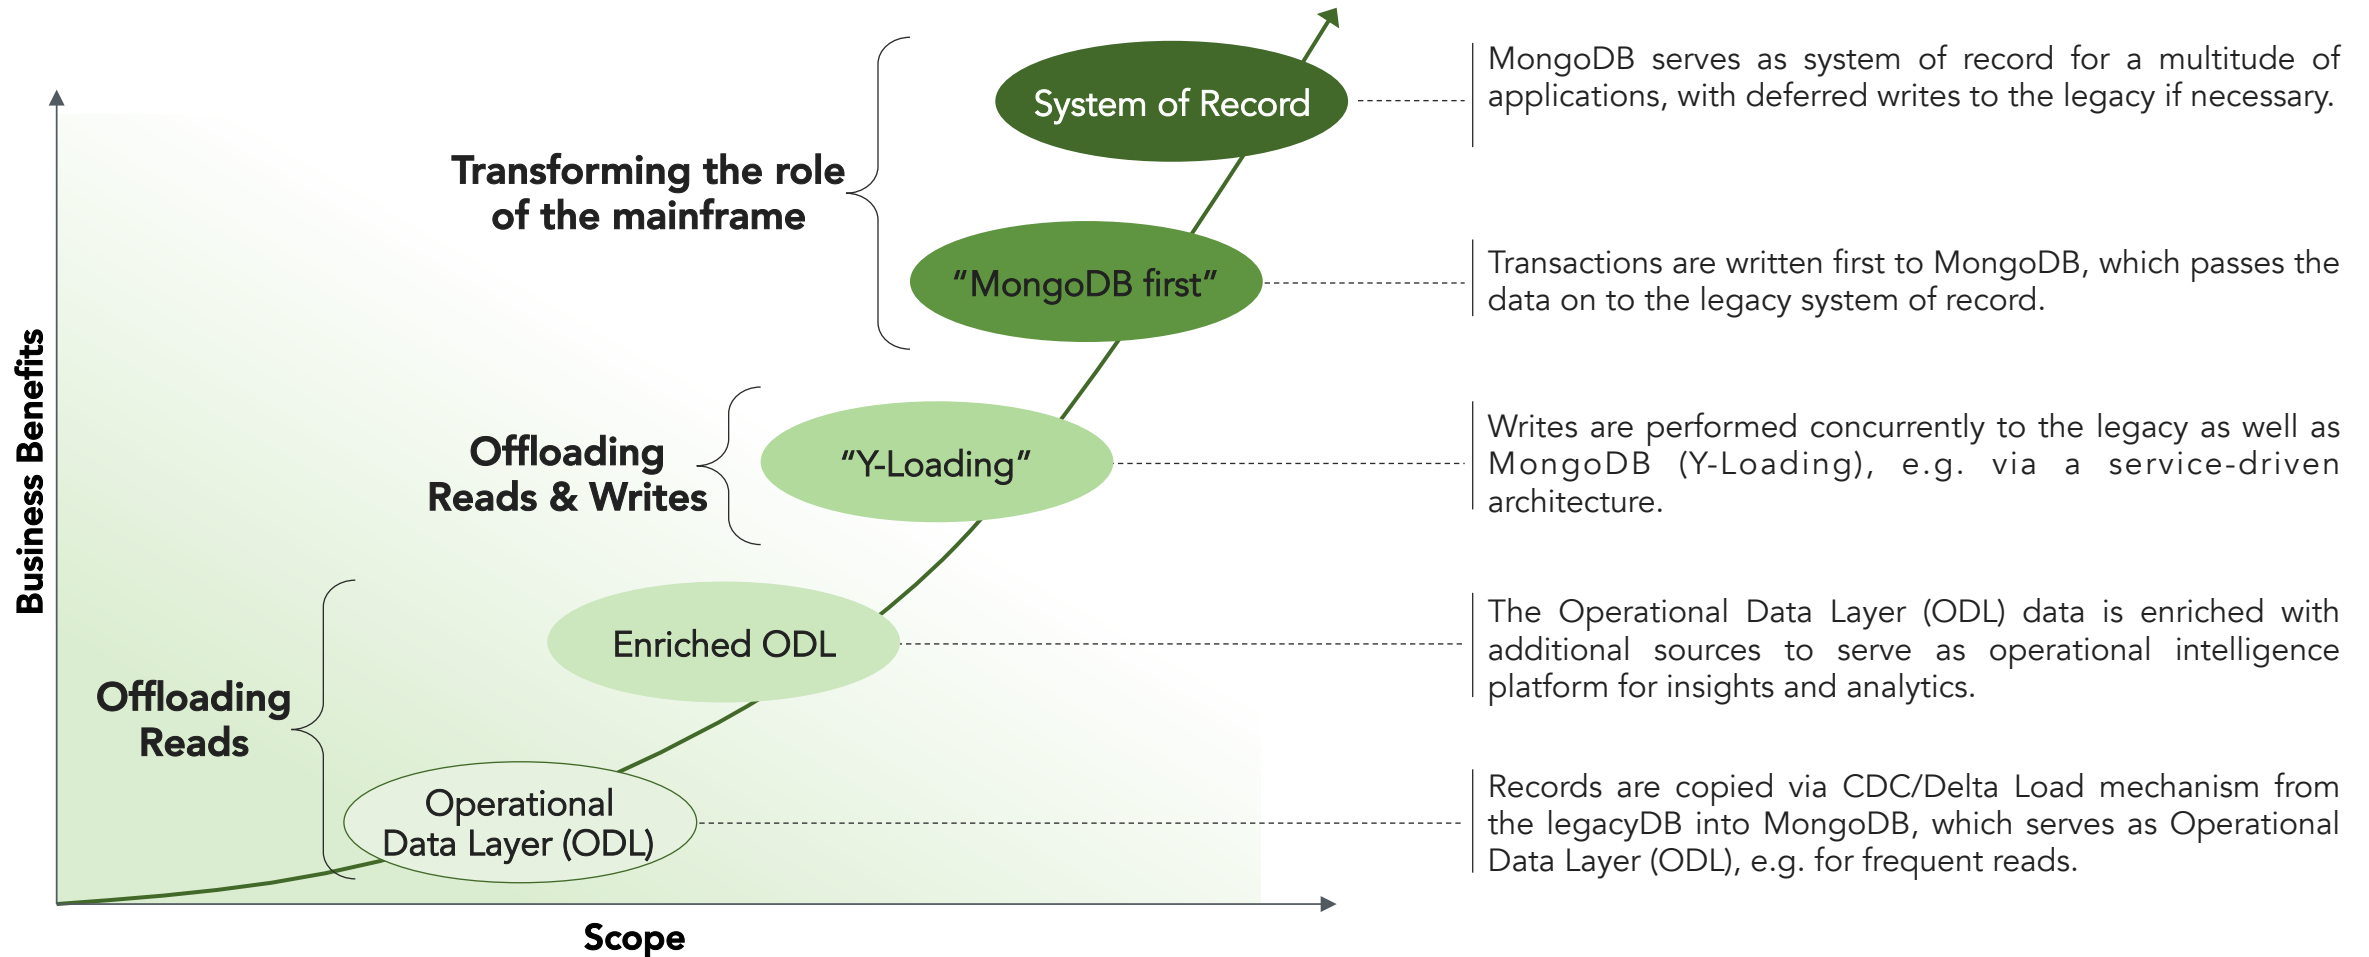 System of Record
MongoDB serves as system of record for a multitude of
applications, with deferred writes to the legacy if necessary.
Transforming the role
of the mainframe
“MongoDB first”
Transactions are written first to MongoDB, which passes the
data on to the legacy system of record.
Offloading
Reads & Writes
“Y-Loading”
Writes are performed concurrently to the legacy as well as
MongoDB (Y-Loading), e.g. via a service-driven
architecture.
Business Benefits
Enriched ODL
The Operational Data Layer (ODL) data is enriched with
additional sources to serve as operational intelligence
platform for insights and analytics.
Offloading
Reads
Operational
Data Layer (ODL)
Records are copied via CDC/Delta Load mechanism from
the legacyDB into MongoDB, which serves as Operational
Data Layer (ODL), e.g. for frequent reads.
Scope